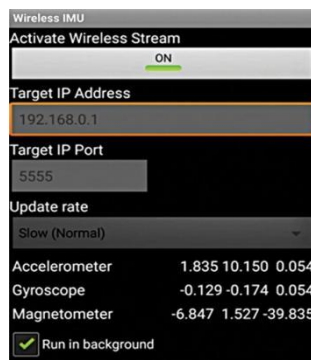 Wireless IMU
Activate Wireless Stream
ON
Target IP Address
192.168.0.1
Target IP Port
5555
Update rate
Slow (Normal)
Accelerometer 1.835 10.150 0.054
Gyroscope -0.129 -0.174 0.054
Magnetometer -6.847 1.527 -39.835
Run in background